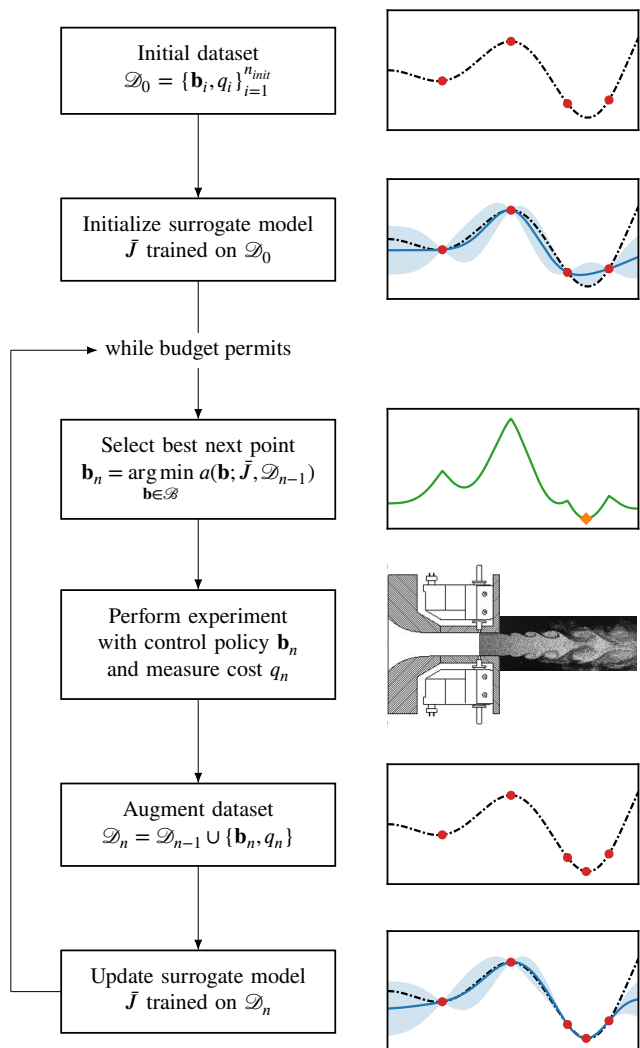 Initial dataset
𝒟₀ = {𝐛ᵢ, qᵢ}ᵢ₌₁ⁿⁱⁿⁱᵗ
Initialize surrogate model
J̄ trained on 𝒟₀
while budget permits
Select best next point
𝐛ₙ = arg min a(𝐛; J̄, 𝒟ₙ₋₁)
𝐛∈ℬ
Perform experiment
with control policy 𝐛ₙ
and measure cost qₙ
Augment dataset
𝒟ₙ = 𝒟ₙ₋₁ ∪ {𝐛ₙ, qₙ}
Update surrogate model
J̄ trained on 𝒟ₙ